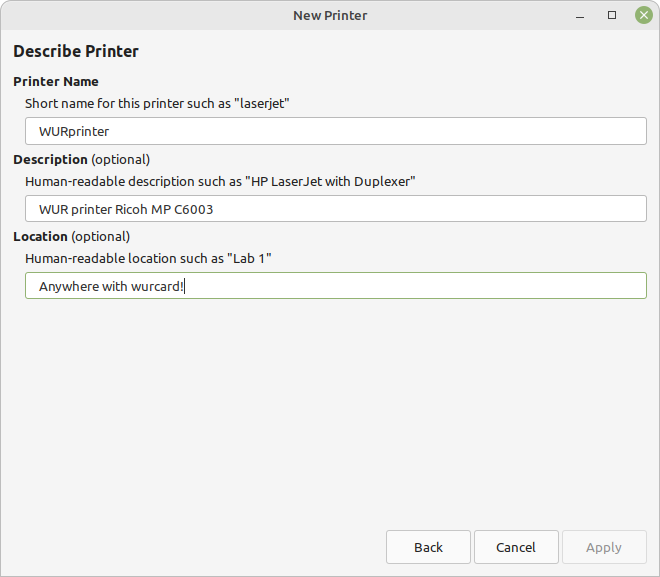 New Printer
Describe Printer
Printer Name
Short name for this printer such as "laserjet"
WURprinter
Description (optional)
Human-readable description such as "HP LaserJet with Duplexer"
WUR printer Ricoh MP C6003
Location (optional)
Human-readable location such as "Lab 1"
Anywhere with wurcard!
Back Cancel Apply